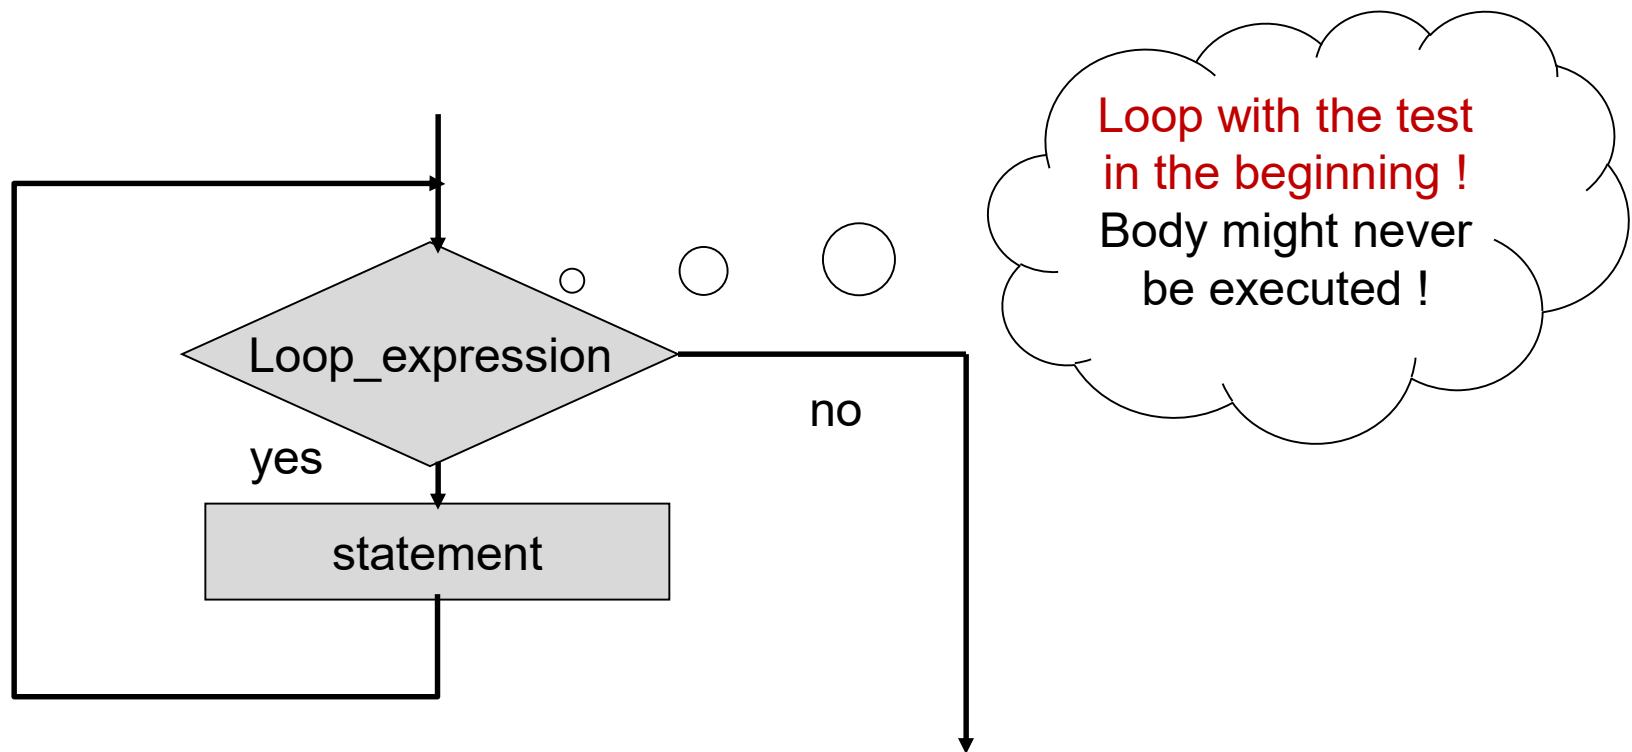 Loop with the test
in the beginning !
Body might never
be executed !
Loop_expression
no
yes
statement